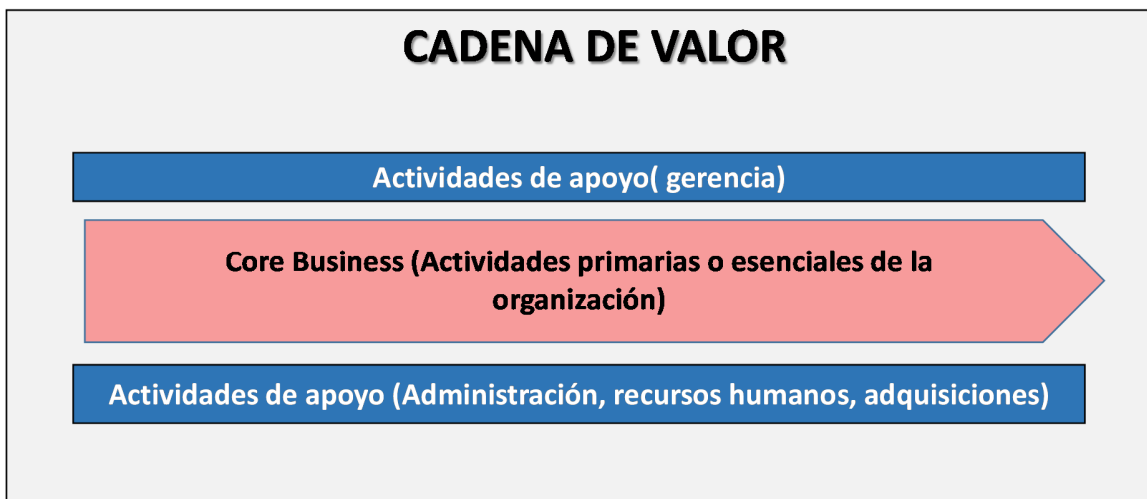 CADENA DE VALOR
Actividades de apoyo( gerencia)
Core Business (Actividades primarias o esenciales de la
organización)
Actividades de apoyo (Administración, recursos humanos, adquisiciones)